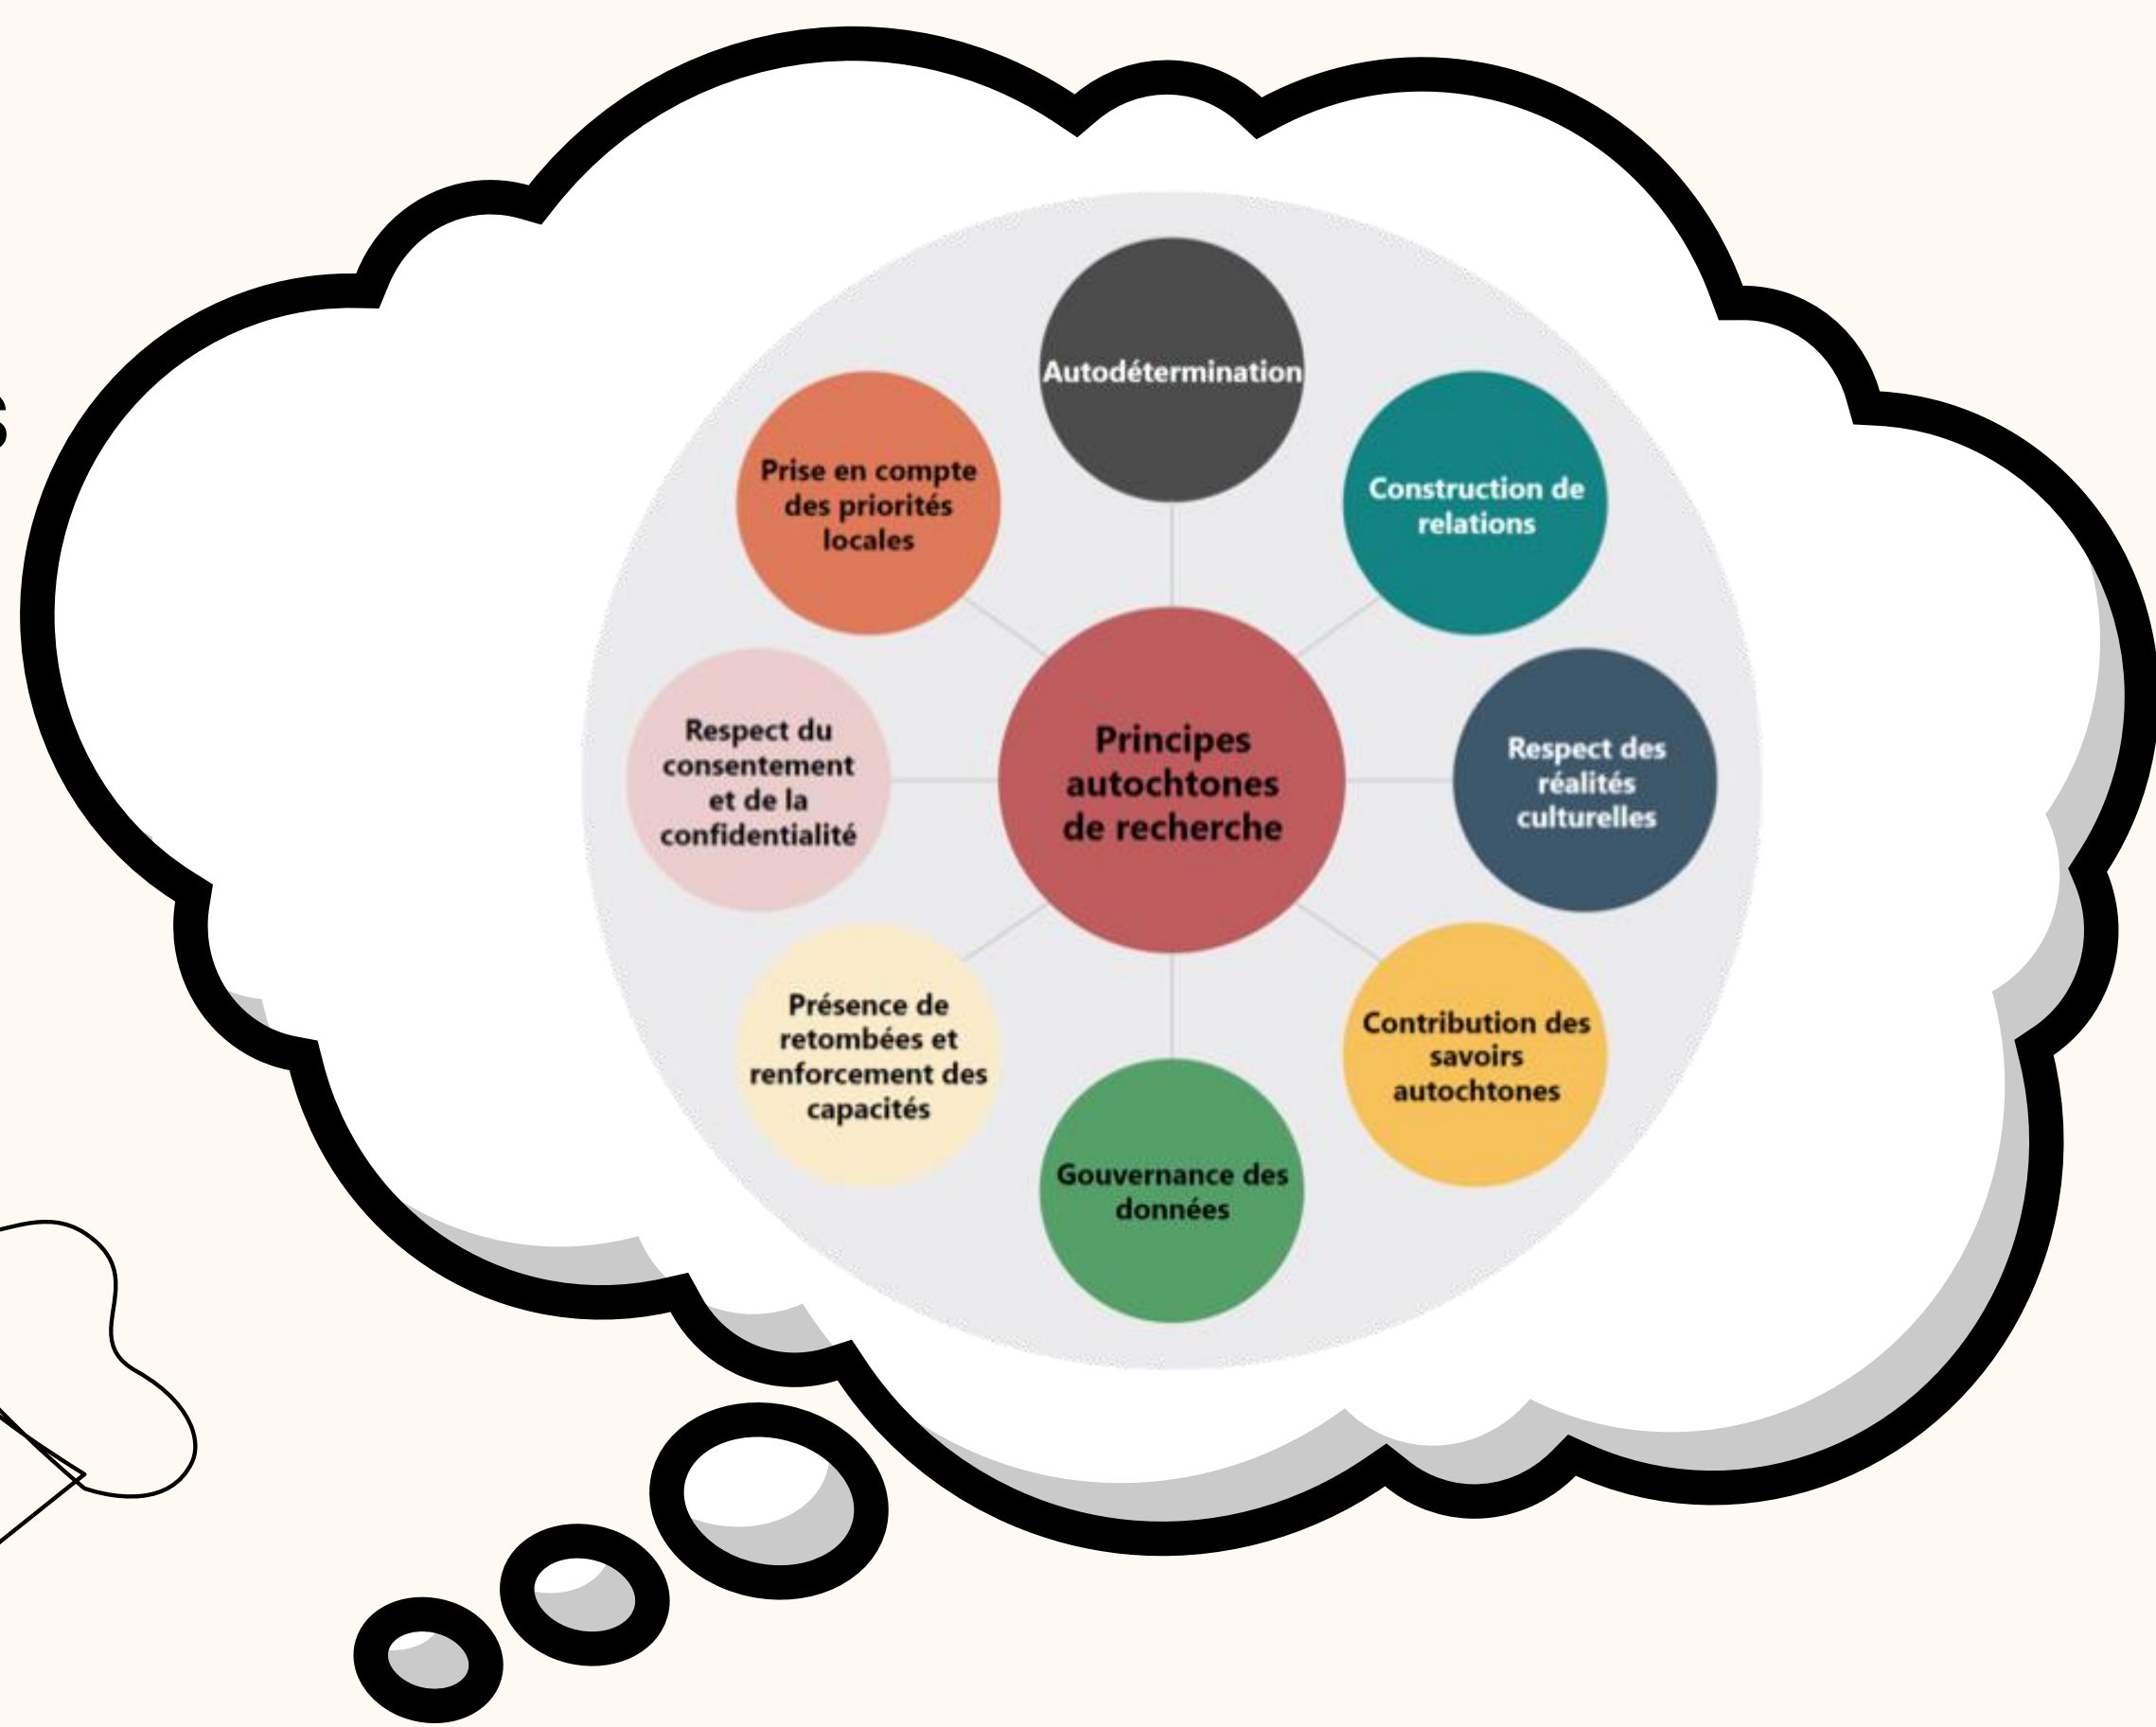 Autodétermination
Prise en compte
des priorités
locales
Construction de
relations
Respect du
consentement
et de la
confidentialité
Principes
autochtones
de recherche
Respect des
réalités
culturelles
Présence de
retombées et
renforcement des
capacités
Contribution des
savoirs
autochtones
Gouvernance des
données